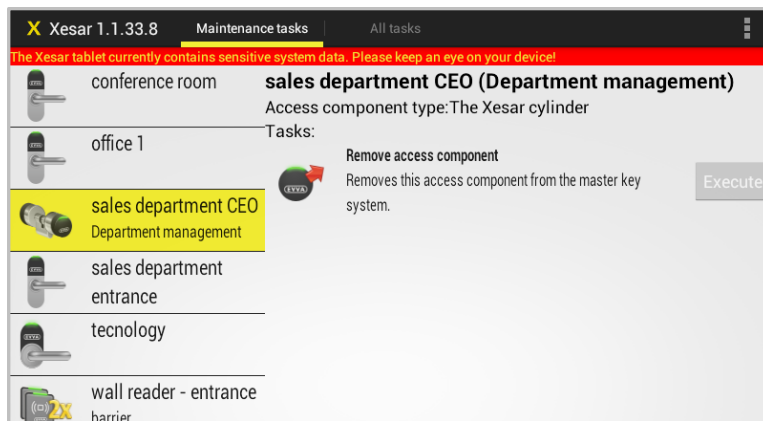 X Xesar 1.1.33.8 Maintenance tasks All tasks
The Xesar tablet currently contains sensitive system data. Please keep an eye on your device!
conference room
office 1
sales department CEO
Department management
sales department
entrance
tecnology
wall reader - entrance
barrier
2x
sales department CEO (Department management)
Access component type:The Xesar cylinder
Tasks:
EVVA
Remove access component
Removes this access component from the master key
system.
Execute